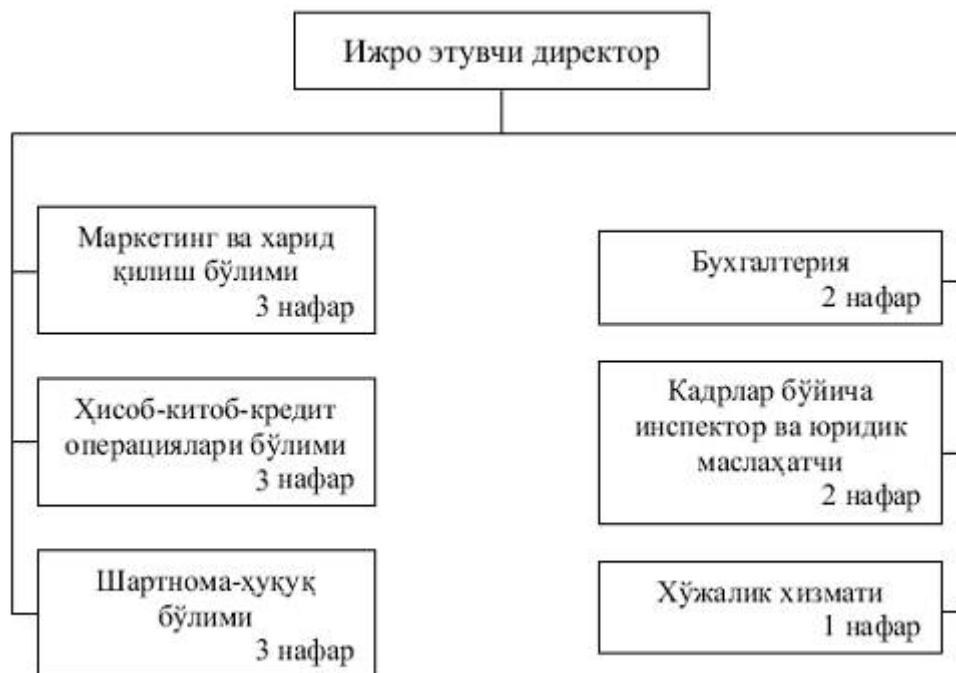 Ижро этувчи директор
Маркетинг ва харид
қилиш бўлими
3 нафар
Ҳисоб-китоб-кредит
операциялари бўлими
3 нафар
Шартнома-ҳуқуқ
бўлими
3 нафар
Бухгалтерия
2 нафар
Кадрлар бўйича
инспектор ва юридик
маслаҳатчи
2 нафар
Хўжалик хизмати
1 нафар